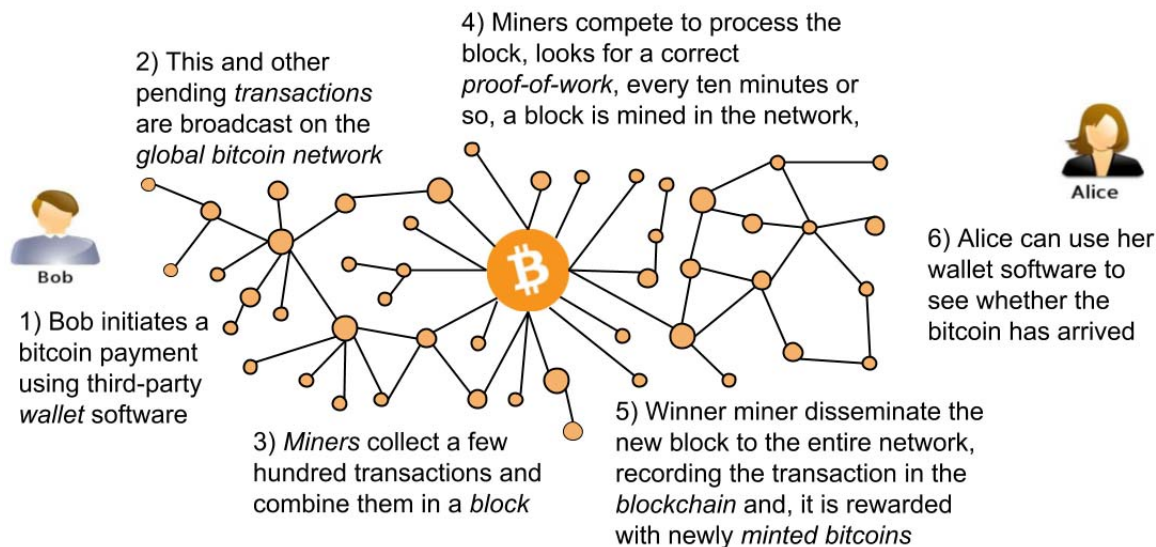 Bob
1) Bob initiates a
bitcoin payment
using third-party
wallet software
2) This and other
pending transactions
are broadcast on the
global bitcoin network
3) Miners collect a few
hundred transactions and
combine them in a block
4) Miners compete to process the
block, looks for a correct
proof-of-work, every ten minutes or
so, a block is mined in the network,
5) Winner miner disseminate the
new block to the entire network,
recording the transaction in the
blockchain and, it is rewarded
with newly minted bitcoins
Alice
6) Alice can use her
wallet software to
see whether the
bitcoin has arrived